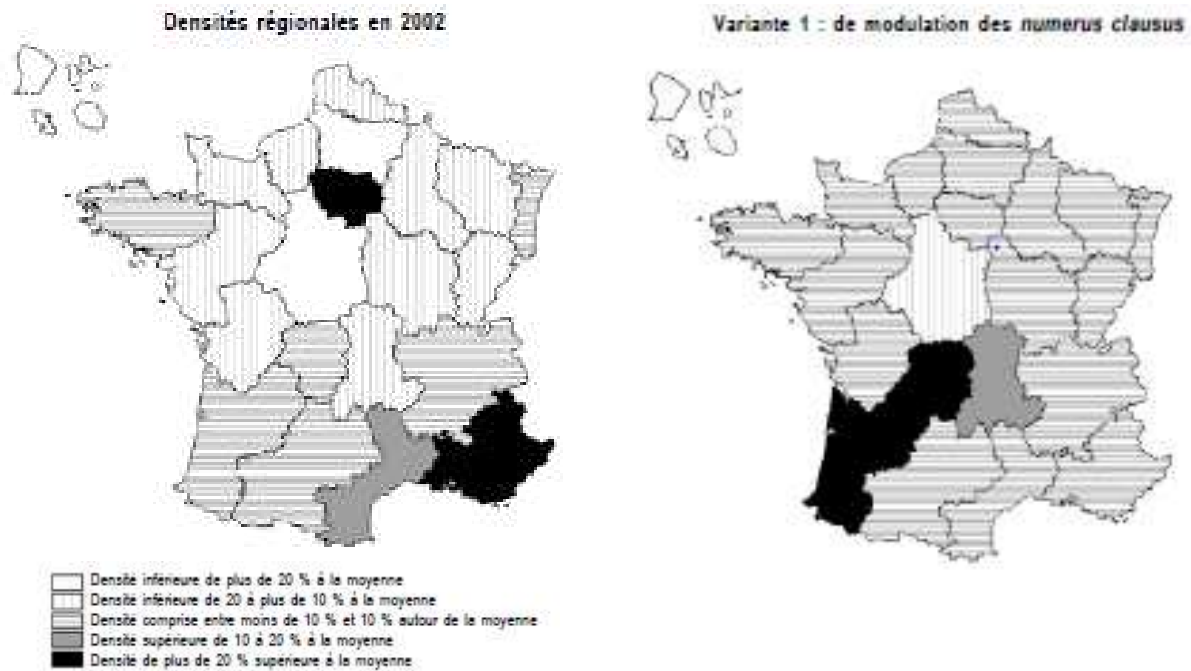 Densités régionales en 2002
Variante 1 : de modulation des numerus clausus
Densité inférieure de plus de 20 % à la moyenne
Densité inférieure de 20 à plus de 10 % à la moyenne
Densité comprise entre moins de 10 % et 10 % autour de la moyenne
Densité supérieure de 10 à 20 % à la moyenne
Densité de plus de 20 % supérieure à la moyenne